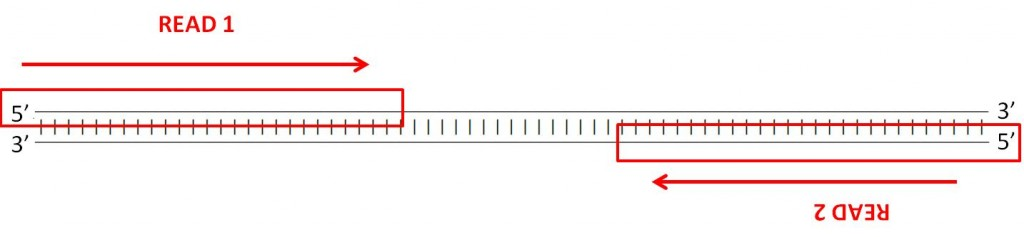 READ 1
5′ 3′
3′ 5′
READ 2